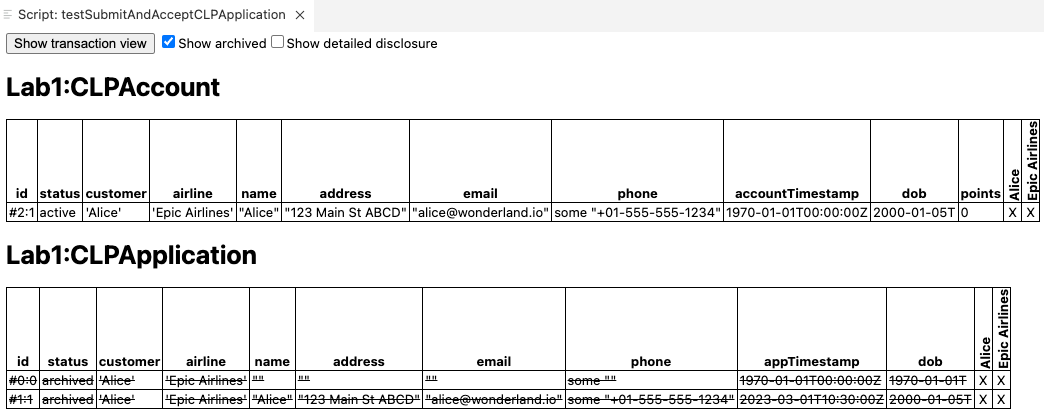 Script: testSubmitAndAcceptCLPApplication
Show transaction view Show archived Show detailed disclosure
Lab1:CLPAccount
id status customer airline name address email phone accountTimestamp dob points Alice Epic Airlines
#2:1 active 'Alice' 'Epic Airlines' "Alice" "123 Main St ABCD" "alice@wonderland.io" some "+01-555-555-1234" 1970-01-01T00:00:00Z 2000-01-05T 0 X X
Lab1:CLPApplication
id status customer airline name address email phone appTimestamp dob Alice Epic Airlines
#0:0 archived 'Alice' 'Epic Airlines' "" "" "" some "" 1970-01-01T00:00:00Z 1970-01-01T X X
#1:1 archived 'Alice' 'Epic Airlines' "Alice" "123 Main St ABCD" "alice@wonderland.io" some "+01-555-555-1234" 2023-03-01T10:30:00Z 2000-01-05T X X